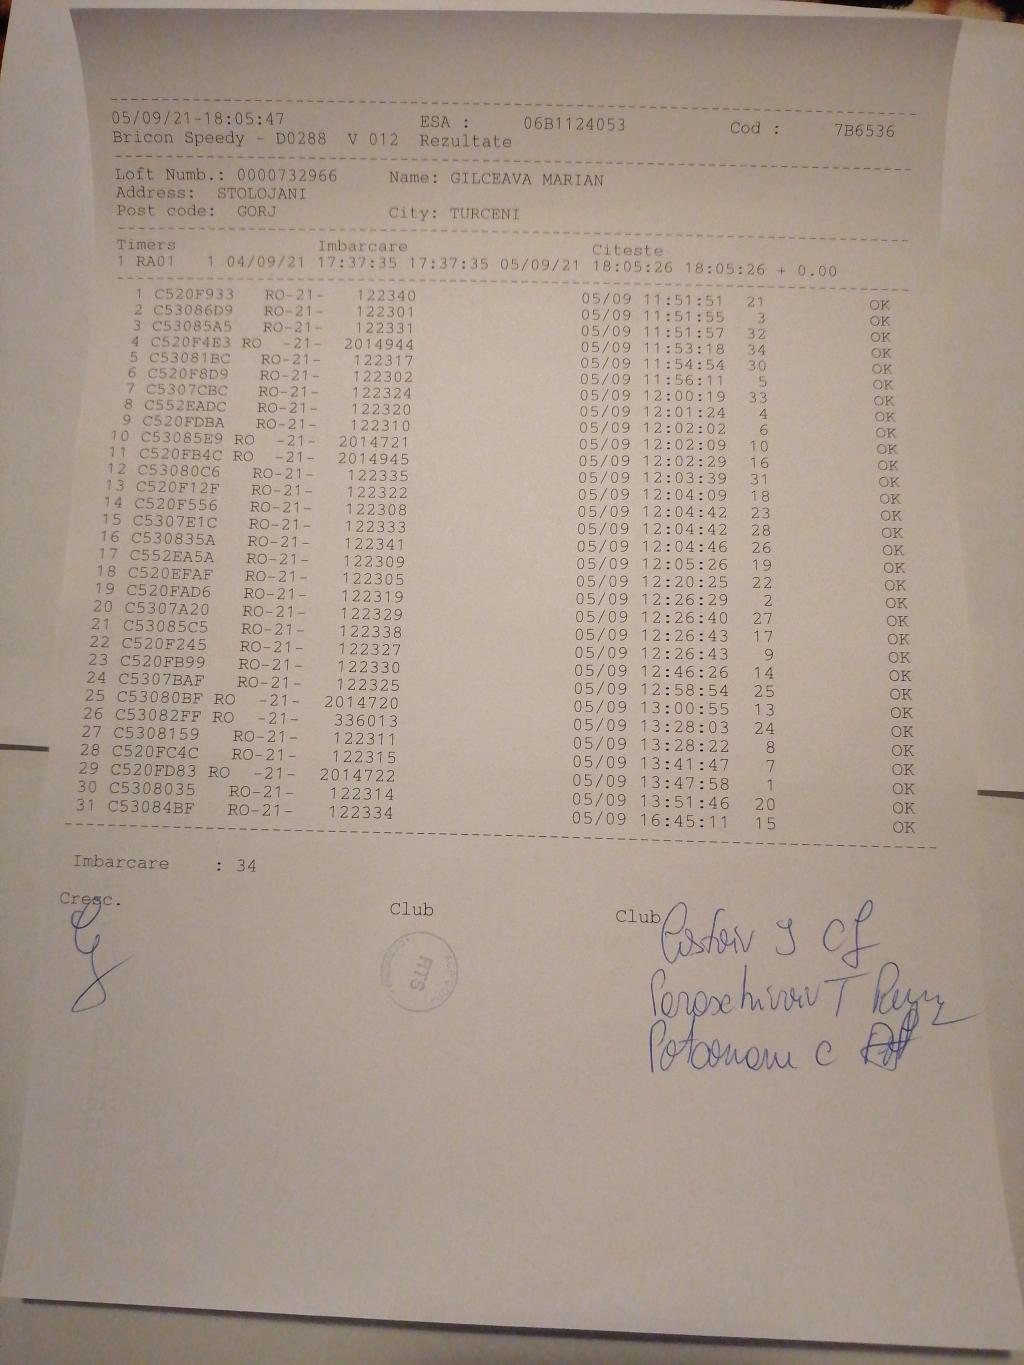 05/09/21-18:05:47 ESA : 06B1124053 Cod : 7B6536
Bricon Speedy - D0288 V 012 Rezultate
Loft Numb.: 0000732966 Name: GILCEAVA MARIAN
Address: STOLOJANI
Post code: GORJ City: TURCENI
Timers Imbarcare Citeste
1 RA01 1 04/09/21 17:37:35 17:37:35 05/09/21 18:05:26 18:05:26 + 0.00
1 C520F933 RO-21- 122340 05/09 11:51:51 21 OK
2 C53086D9 RO-21- 122301 05/09 11:51:55 3 OK
3 C53085A5 RO-21- 122331 05/09 11:51:57 32 OK
4 C520F4E3 RO -21- 2014944 05/09 11:53:18 34 OK
5 C53081BC RO-21- 122317 05/09 11:54:54 30 OK
6 C520F8D9 RO-21- 122302 05/09 11:56:11 5 OK
7 C5307CBC RO-21- 122324 05/09 12:00:19 33 OK
8 C552EADC RO-21- 122320 05/09 12:01:24 4 OK
9 C520FDBA RO-21- 122310 05/09 12:02:02 6 OK
10 C53085E9 RO -21- 2014721 05/09 12:02:09 10 OK
11 C520FB4C RO -21- 2014945 05/09 12:02:29 16 OK
12 C53080C6 RO-21- 122335 05/09 12:03:39 31 OK
13 C520F12F RO-21- 122322 05/09 12:04:09 18 OK
14 C520F556 RO-21- 122308 05/09 12:04:42 23 OK
15 C5307E1C RO-21- 122333 05/09 12:04:42 28 OK
16 C530835A RO-21- 122341 05/09 12:04:46 26 OK
17 C552EA5A RO-21- 122309 05/09 12:05:26 19 OK
18 C520EFAF RO-21- 122305 05/09 12:20:25 22 OK
19 C520FAD6 RO-21- 122319 05/09 12:26:29 2 OK
20 C5307A20 RO-21- 122329 05/09 12:26:40 27 OK
21 C53085C5 RO-21- 122338 05/09 12:26:43 17 OK
22 C520F245 RO-21- 122327 05/09 12:26:43 9 OK
23 C520FB99 RO-21- 122330 05/09 12:46:26 14 OK
24 C5307BAF RO-21- 122325 05/09 12:58:54 25 OK
25 C53080BF RO -21- 2014720 05/09 13:00:55 13 OK
26 C53082FF RO -21- 336013 05/09 13:28:03 24 OK
27 C5308159 RO-21- 122311 05/09 13:28:22 8 OK
28 C520FC4C RO-21- 122315 05/09 13:41:47 7 OK
29 C520FD83 RO -21- 2014722 05/09 13:47:58 1 OK
30 C5308035 RO-21- 122314 05/09 13:51:46 20 OK
31 C53084BF RO-21- 122334 05/09 16:45:11 15 OK
Imbarcare : 34
Cresc. Club Club
RTS